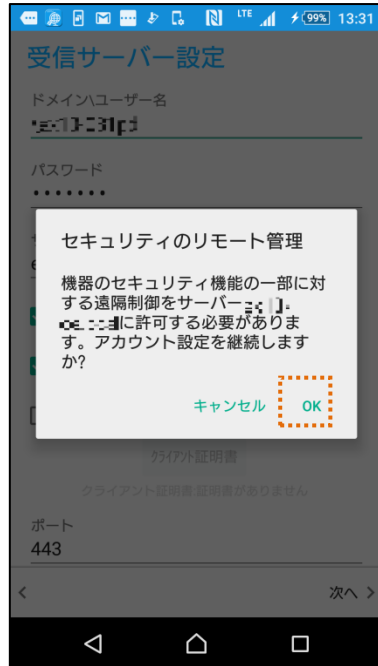 LTE 99% 13:31
受信サーバー設定
ドメイン\ユーザー名
パスワード
•••••••
セキュリティのリモート管理
機器のセキュリティ機能の一部に対
する遠隔制御をサーバー
に許可する必要がありま
す。アカウント設定を継続します
か?
キャンセル OK
クライアント証明書
クライアント証明書:証明書がありません
ポート
443
次へ